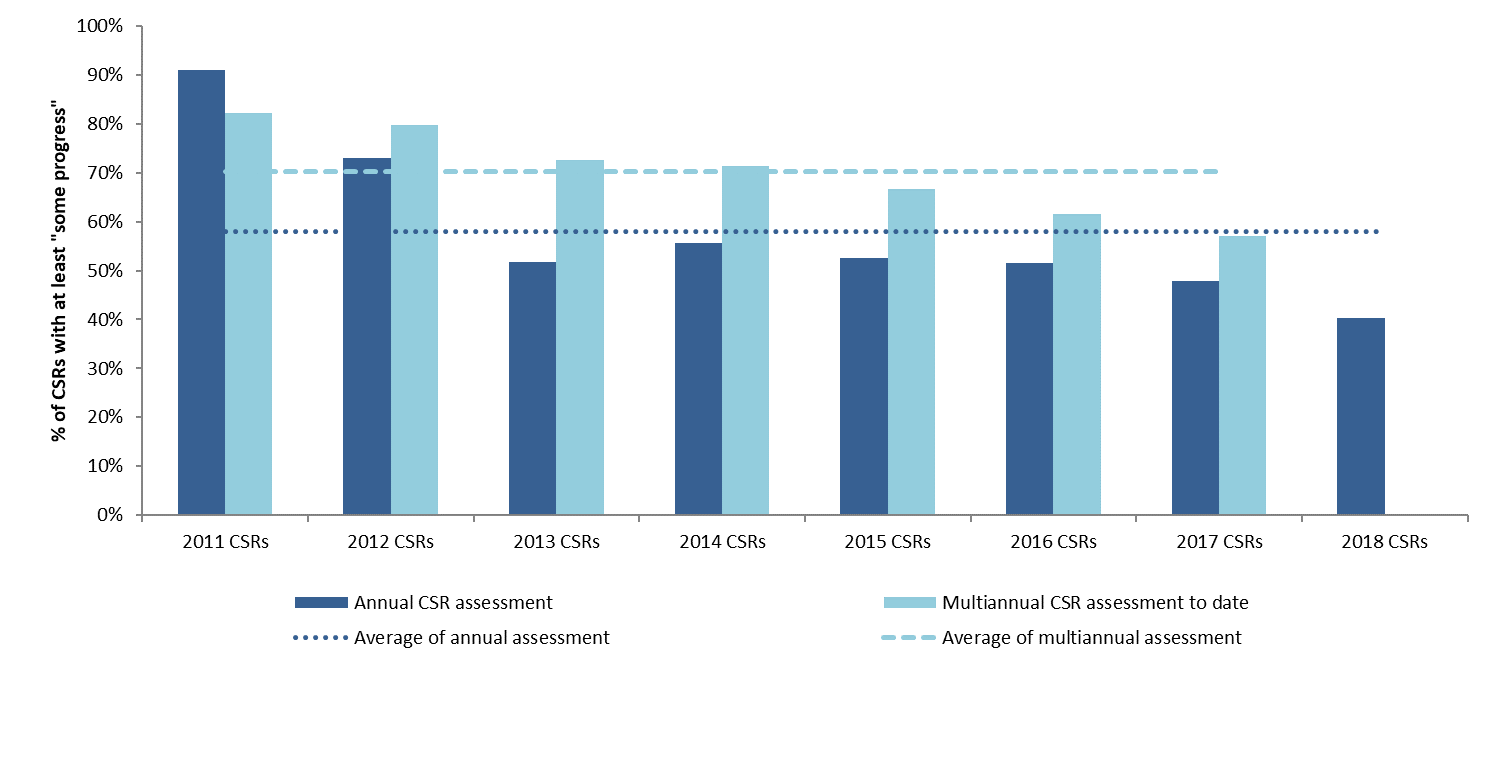 % of CSRs with at least "some progress"
100%
90%
80%
70%
60%
50%
40%
30%
20%
10%
0%
2011 CSRs
2012 CSRs
2013 CSRs
2014 CSRs
2015 CSRs
2016 CSRs
2017 CSRs
2018 CSRs
Annual CSR assessment
Multiannual CSR assessment to date
Average of annual assessment
Average of multiannual assessment